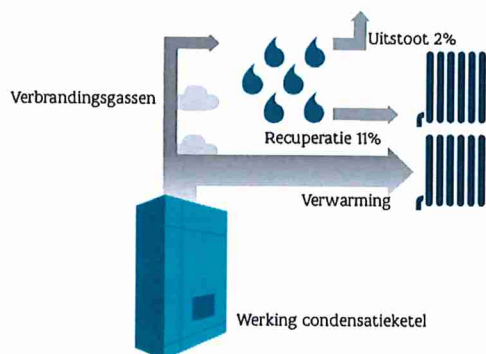 Uitstoot 2%
Verbrandingsgassen
Recuperatie 11%
Verwarming
Werking condensatieketel